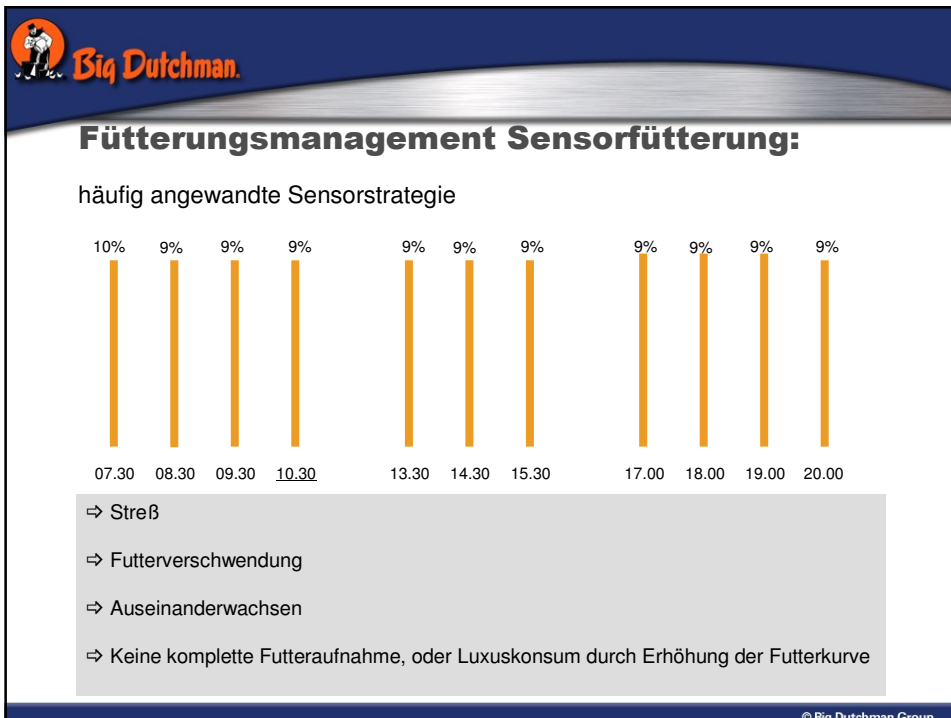 Big Dutchman.
Fütterungsmanagement Sensorfütterung:
häufig angewandte Sensorstrategie
10% 9% 9% 9% 9% 9% 9% 9% 9% 9% 9%
07.30 08.30 09.30 10.30 13.30 14.30 15.30 17.00 18.00 19.00 20.00
⇨ Streß
⇨ Futterverschwendung
⇨ Auseinanderwachsen
⇨ Keine komplette Futteraufnahme, oder Luxuskonsum durch Erhöhung der Futterkurve
© Big Dutchman Group